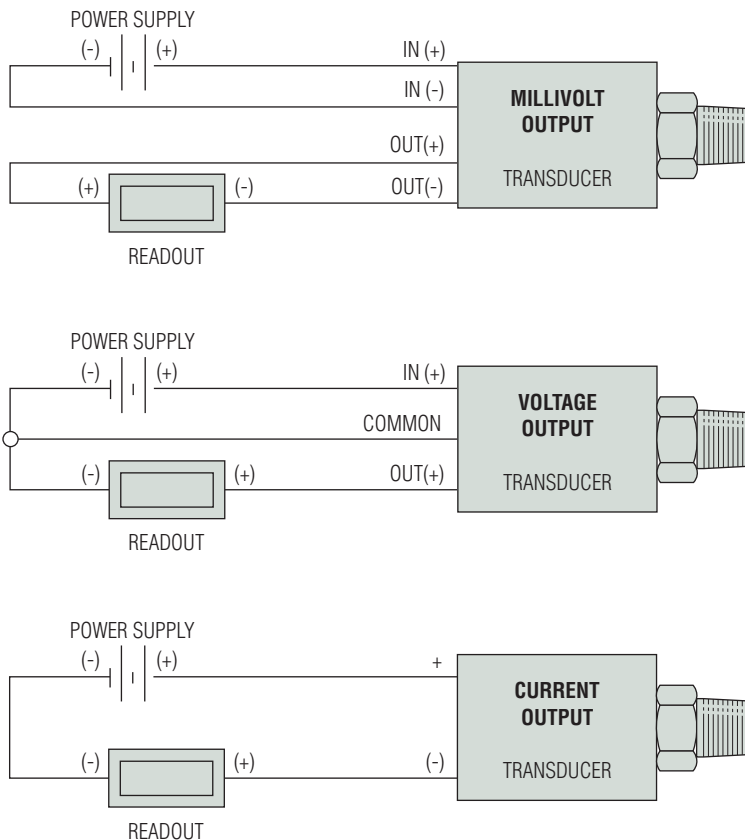 POWER SUPPLY
(-) (+) IN (+)
IN (-)
MILLIVOLT
OUTPUT
TRANSDUCER
OUT(+)
(+) (-) OUT(-)
READOUT
POWER SUPPLY
(-) (+) IN (+)
COMMON
VOLTAGE
OUTPUT
TRANSDUCER
(-) (+) OUT(+)
READOUT
POWER SUPPLY
(-) (+) +
CURRENT
OUTPUT
TRANSDUCER
(-) (+) (-)
READOUT